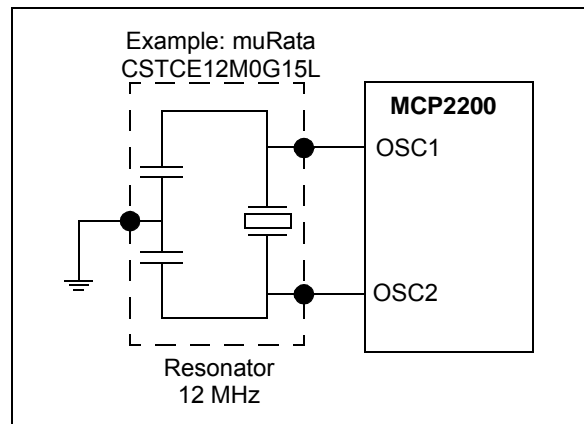 Example: muRata
CSTCE12M0G15L
MCP2200
OSC1
OSC2
Resonator
12 MHz